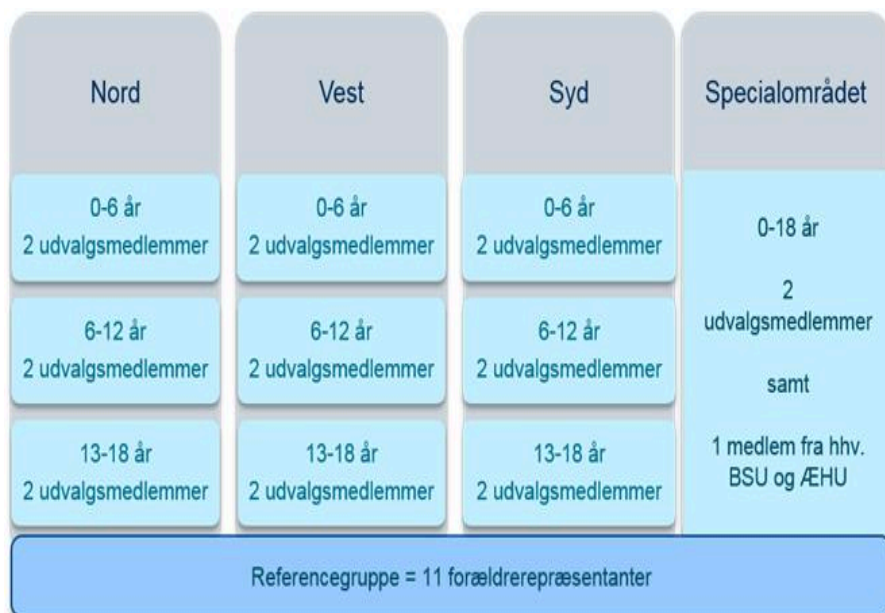 Nord
0-6 år
2 udvalgsmedlemmer
6-12 år
2 udvalgsmedlemmer
13-18 år
2 udvalgsmedlemmer
Vest
0-6 år
2 udvalgsmedlemmer
6-12 år
2 udvalgsmedlemmer
13-18 år
2 udvalgsmedlemmer
Syd
0-6 år
2 udvalgsmedlemmer
6-12 år
2 udvalgsmedlemmer
13-18 år
2 udvalgsmedlemmer
Specialområdet
0-18 år
2
udvalgsmedlemmer
samt
1 medlem fra hhv.
BSU og ÆHU
Referencegruppe = 11 forældrerepræsentanter